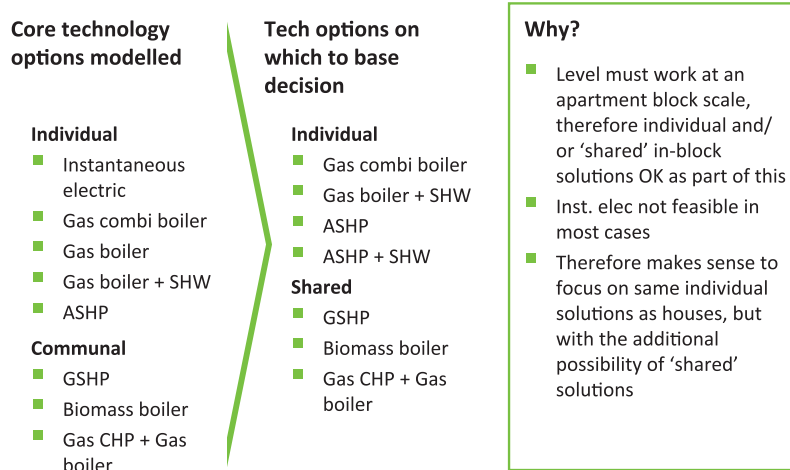 Core technology
options modelled
Individual
Instantaneous
electric
Gas combi boiler
Gas boiler
Gas boiler + SHW
ASHP
Communal
GSHP
Biomass boiler
Gas CHP + Gas
boiler
Tech options on
which to base
decision
Individual
Gas combi boiler
Gas boiler + SHW
ASHP
ASHP + SHW
Shared
GSHP
Biomass boiler
Gas CHP + Gas
boiler
Why?
Level must work at an
apartment block scale,
therefore individual and/
or ‘shared’ in-block
solutions OK as part of this
Inst. elec not feasible in
most cases
Therefore makes sense to
focus on same individual
solutions as houses, but
with the additional
possibility of ‘shared’
solutions